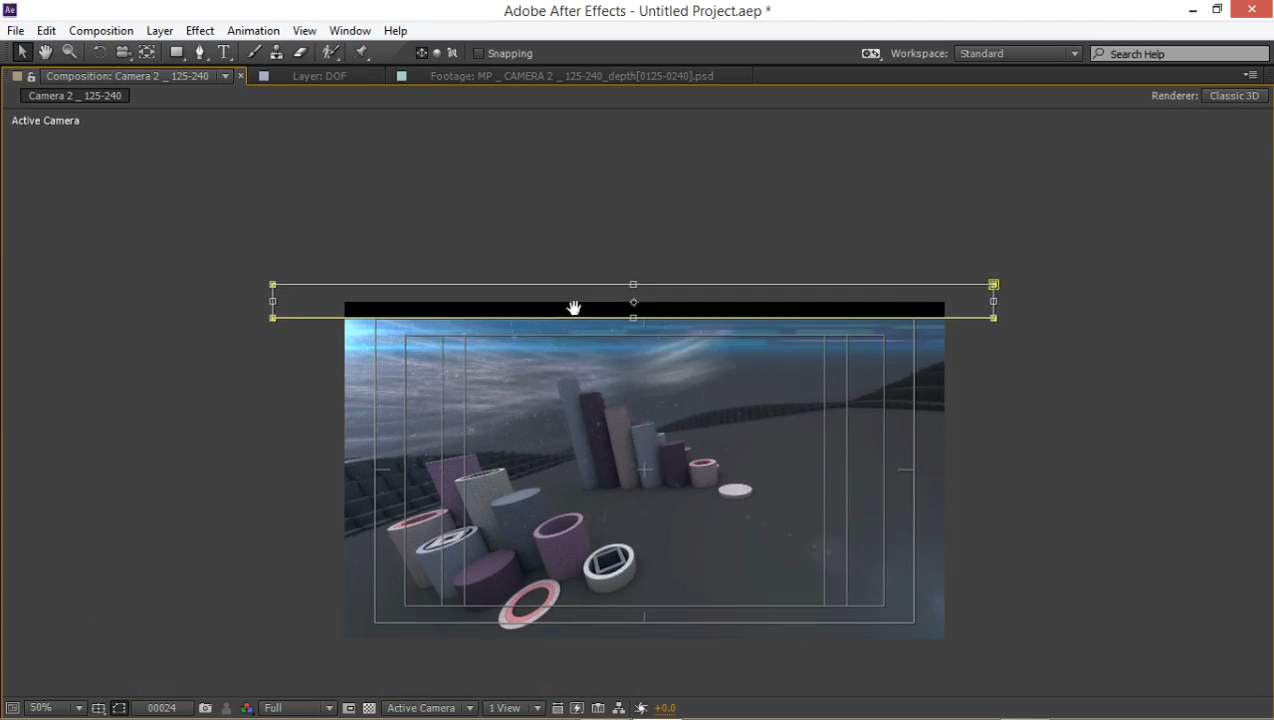 Ae
Adobe After Effects - Untitled Project.aep *
File Edit Composition Layer Effect Animation View Window Help
T Snapping Workspace: Standard Search Help
Composition: Camera 2 _ 125-240 Layer: DOF Footage: MP _ CAMERA 2 _ 125-240_depth[0125-0240].psd
Camera 2 _ 125-240 Renderer: Classic 3D
Active Camera
50% 00024 Full Active Camera 1 View +0.0